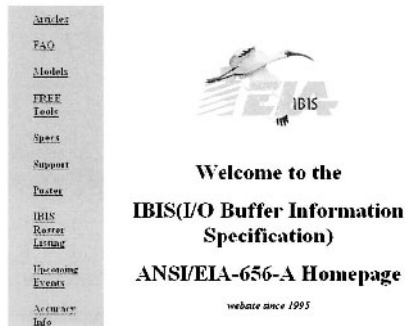 Articles
FAQ
Models
FREE
Tools
Specs
Support
Poster
IBIS
Roster
Listing
Upcoming
Events
Accuracy
Info
EIA
IBIS
Welcome to the
IBIS(I/O Buffer Information
Specification)
ANSI/EIA-656-A Homepage
website since 1995